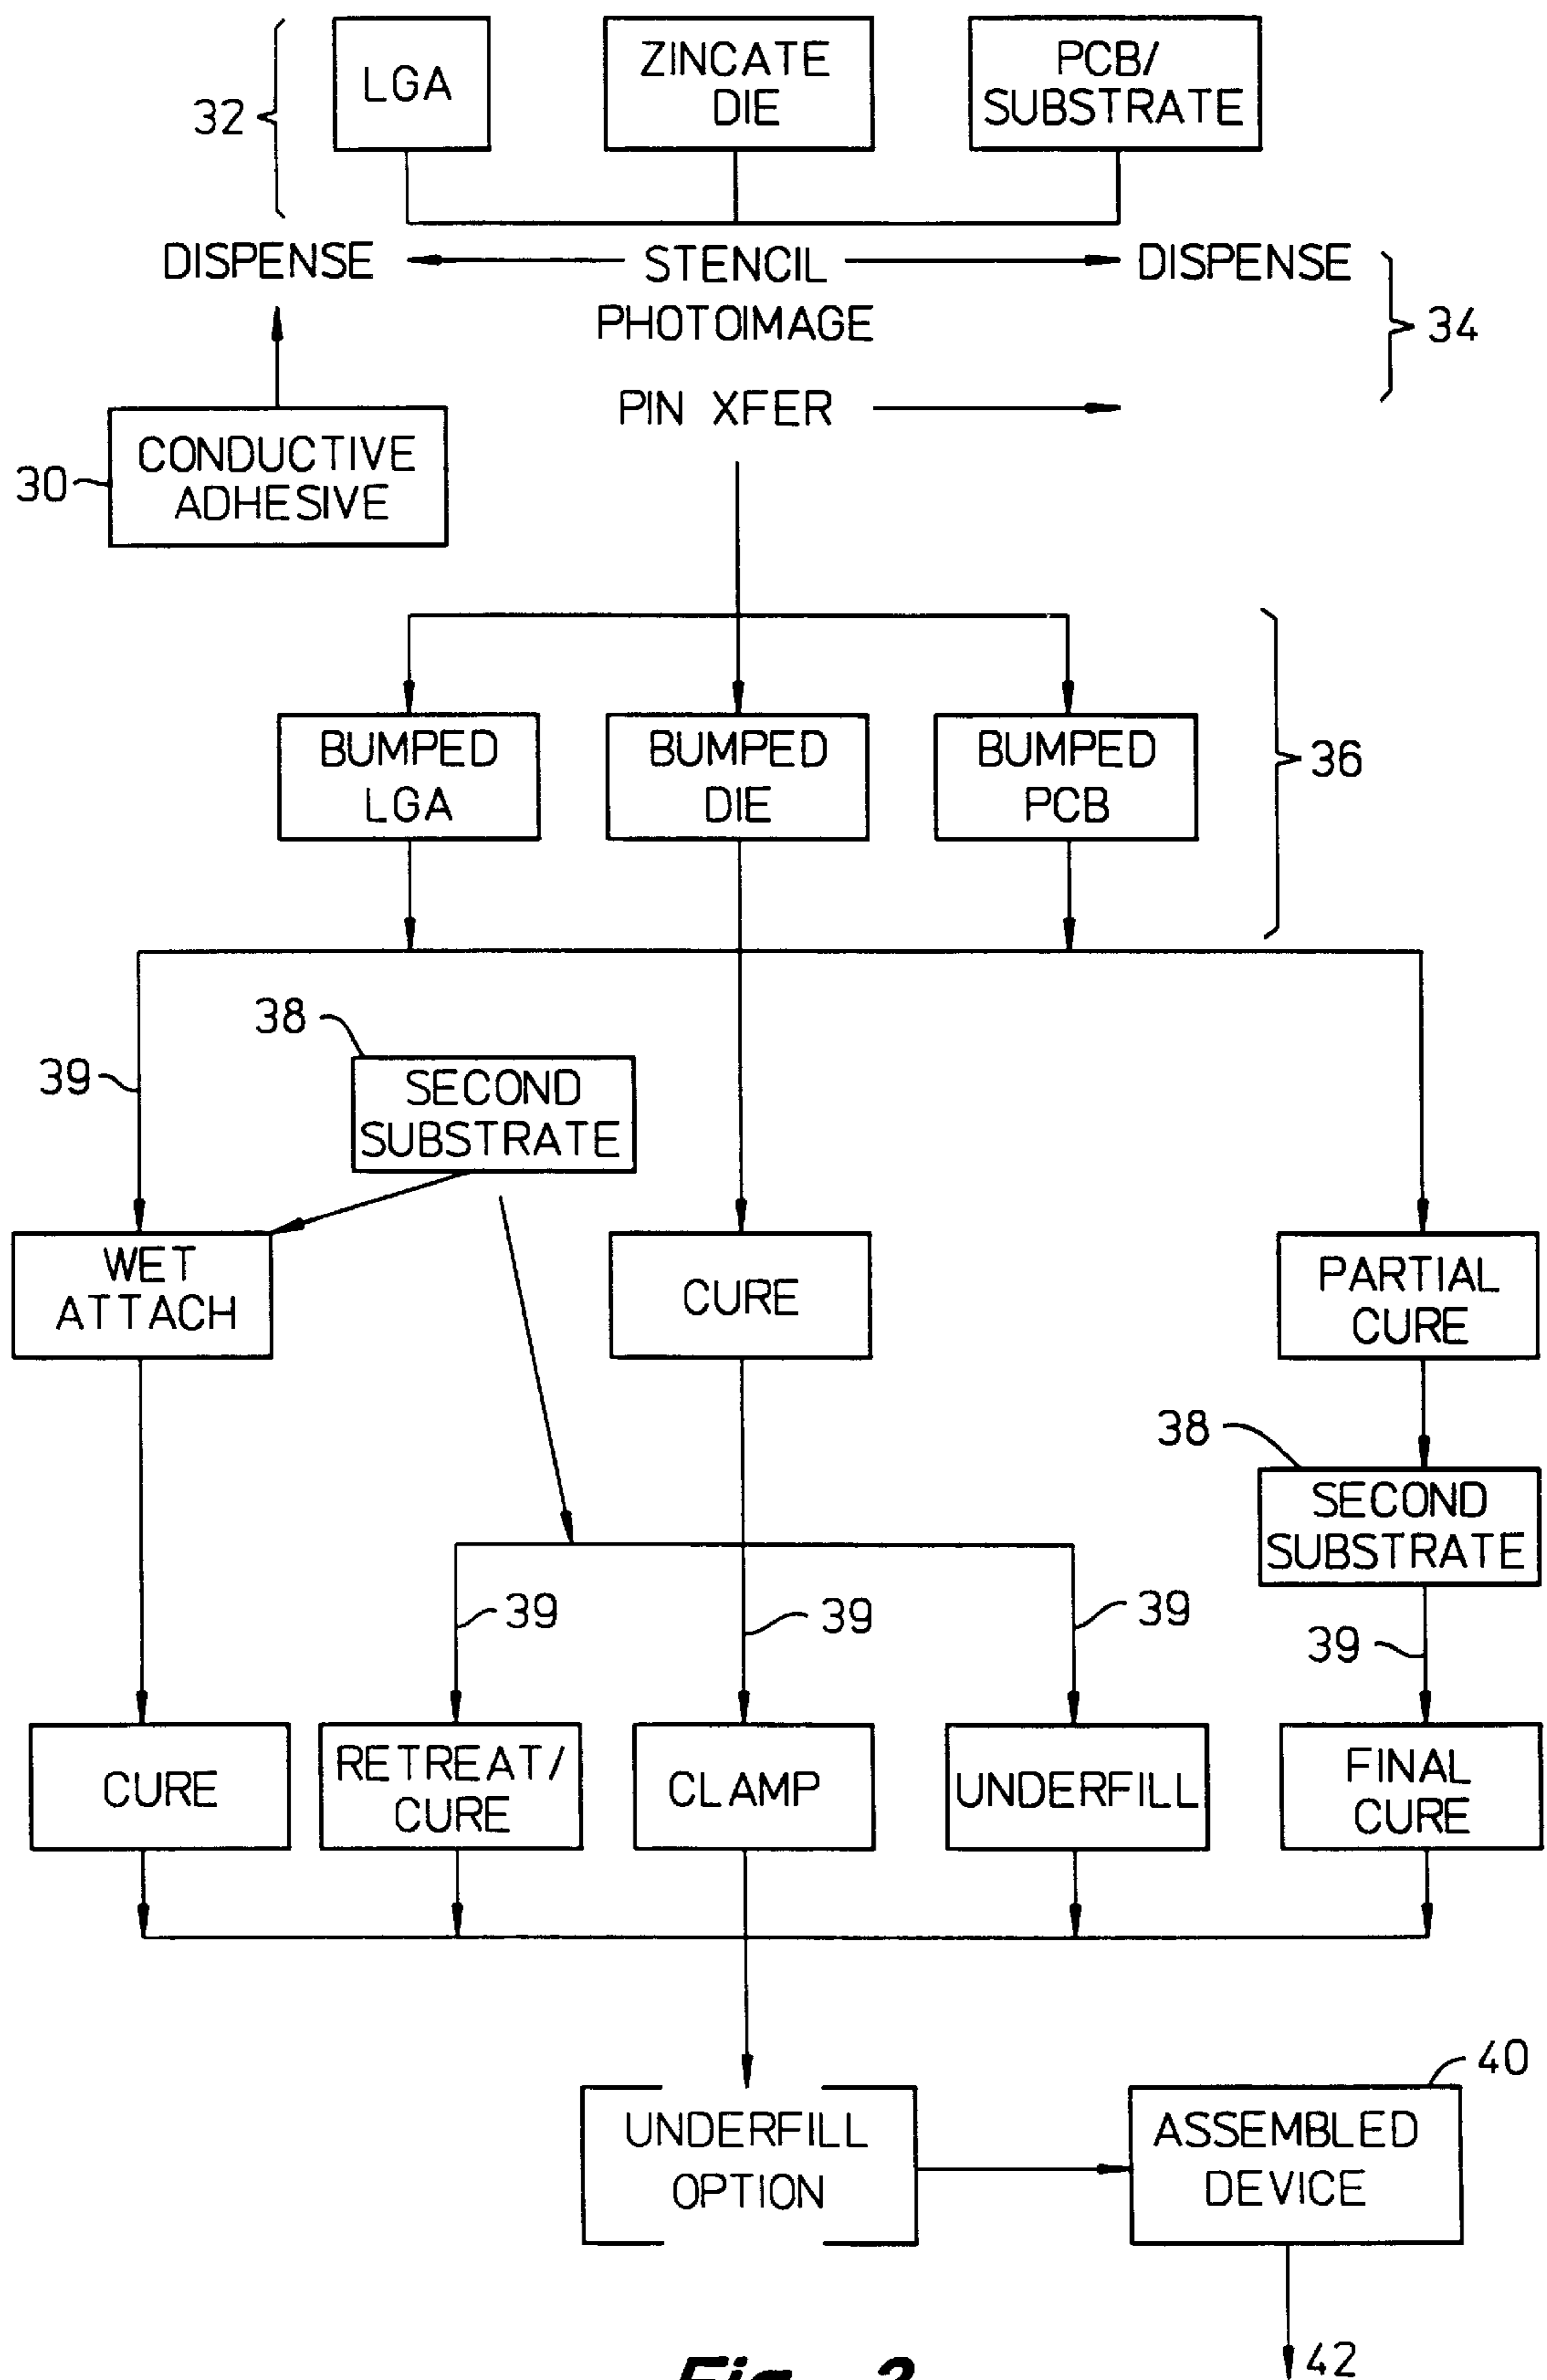 LGA
ZINCATE
DIE
PCB/
SUBSTRATE
32
DISPENSE
STENCIL
DISPENSE
PHOTOIMAGE
34
PIN XFER
CONDUCTIVE
ADHESIVE
30
BUMPED
LGA
BUMPED
DIE
BUMPED
PCB
36
38
39
SECOND
SUBSTRATE
WET
ATTACH
CURE
PARTIAL
CURE
38
SECOND
SUBSTRATE
39
39
39
39
CURE
RETREAT/
CURE
CLAMP
UNDERFILL
FINAL
CURE
40
UNDERFILL
OPTION
ASSEMBLED
DEVICE
42